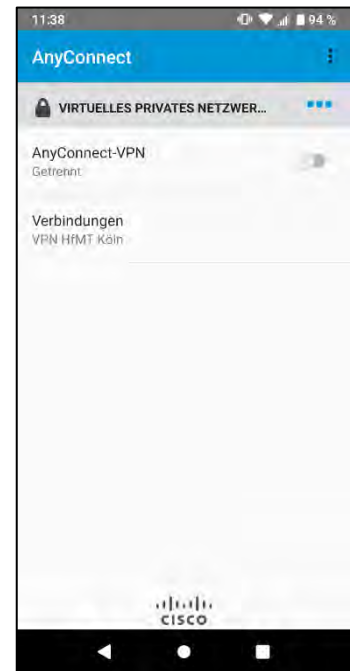 11:38 94 %
AnyConnect
VIRTUELLES PRIVATES NETZWER...
AnyConnect-VPN
Getrennt
Verbindungen
VPN HfMT Köln
CISCO